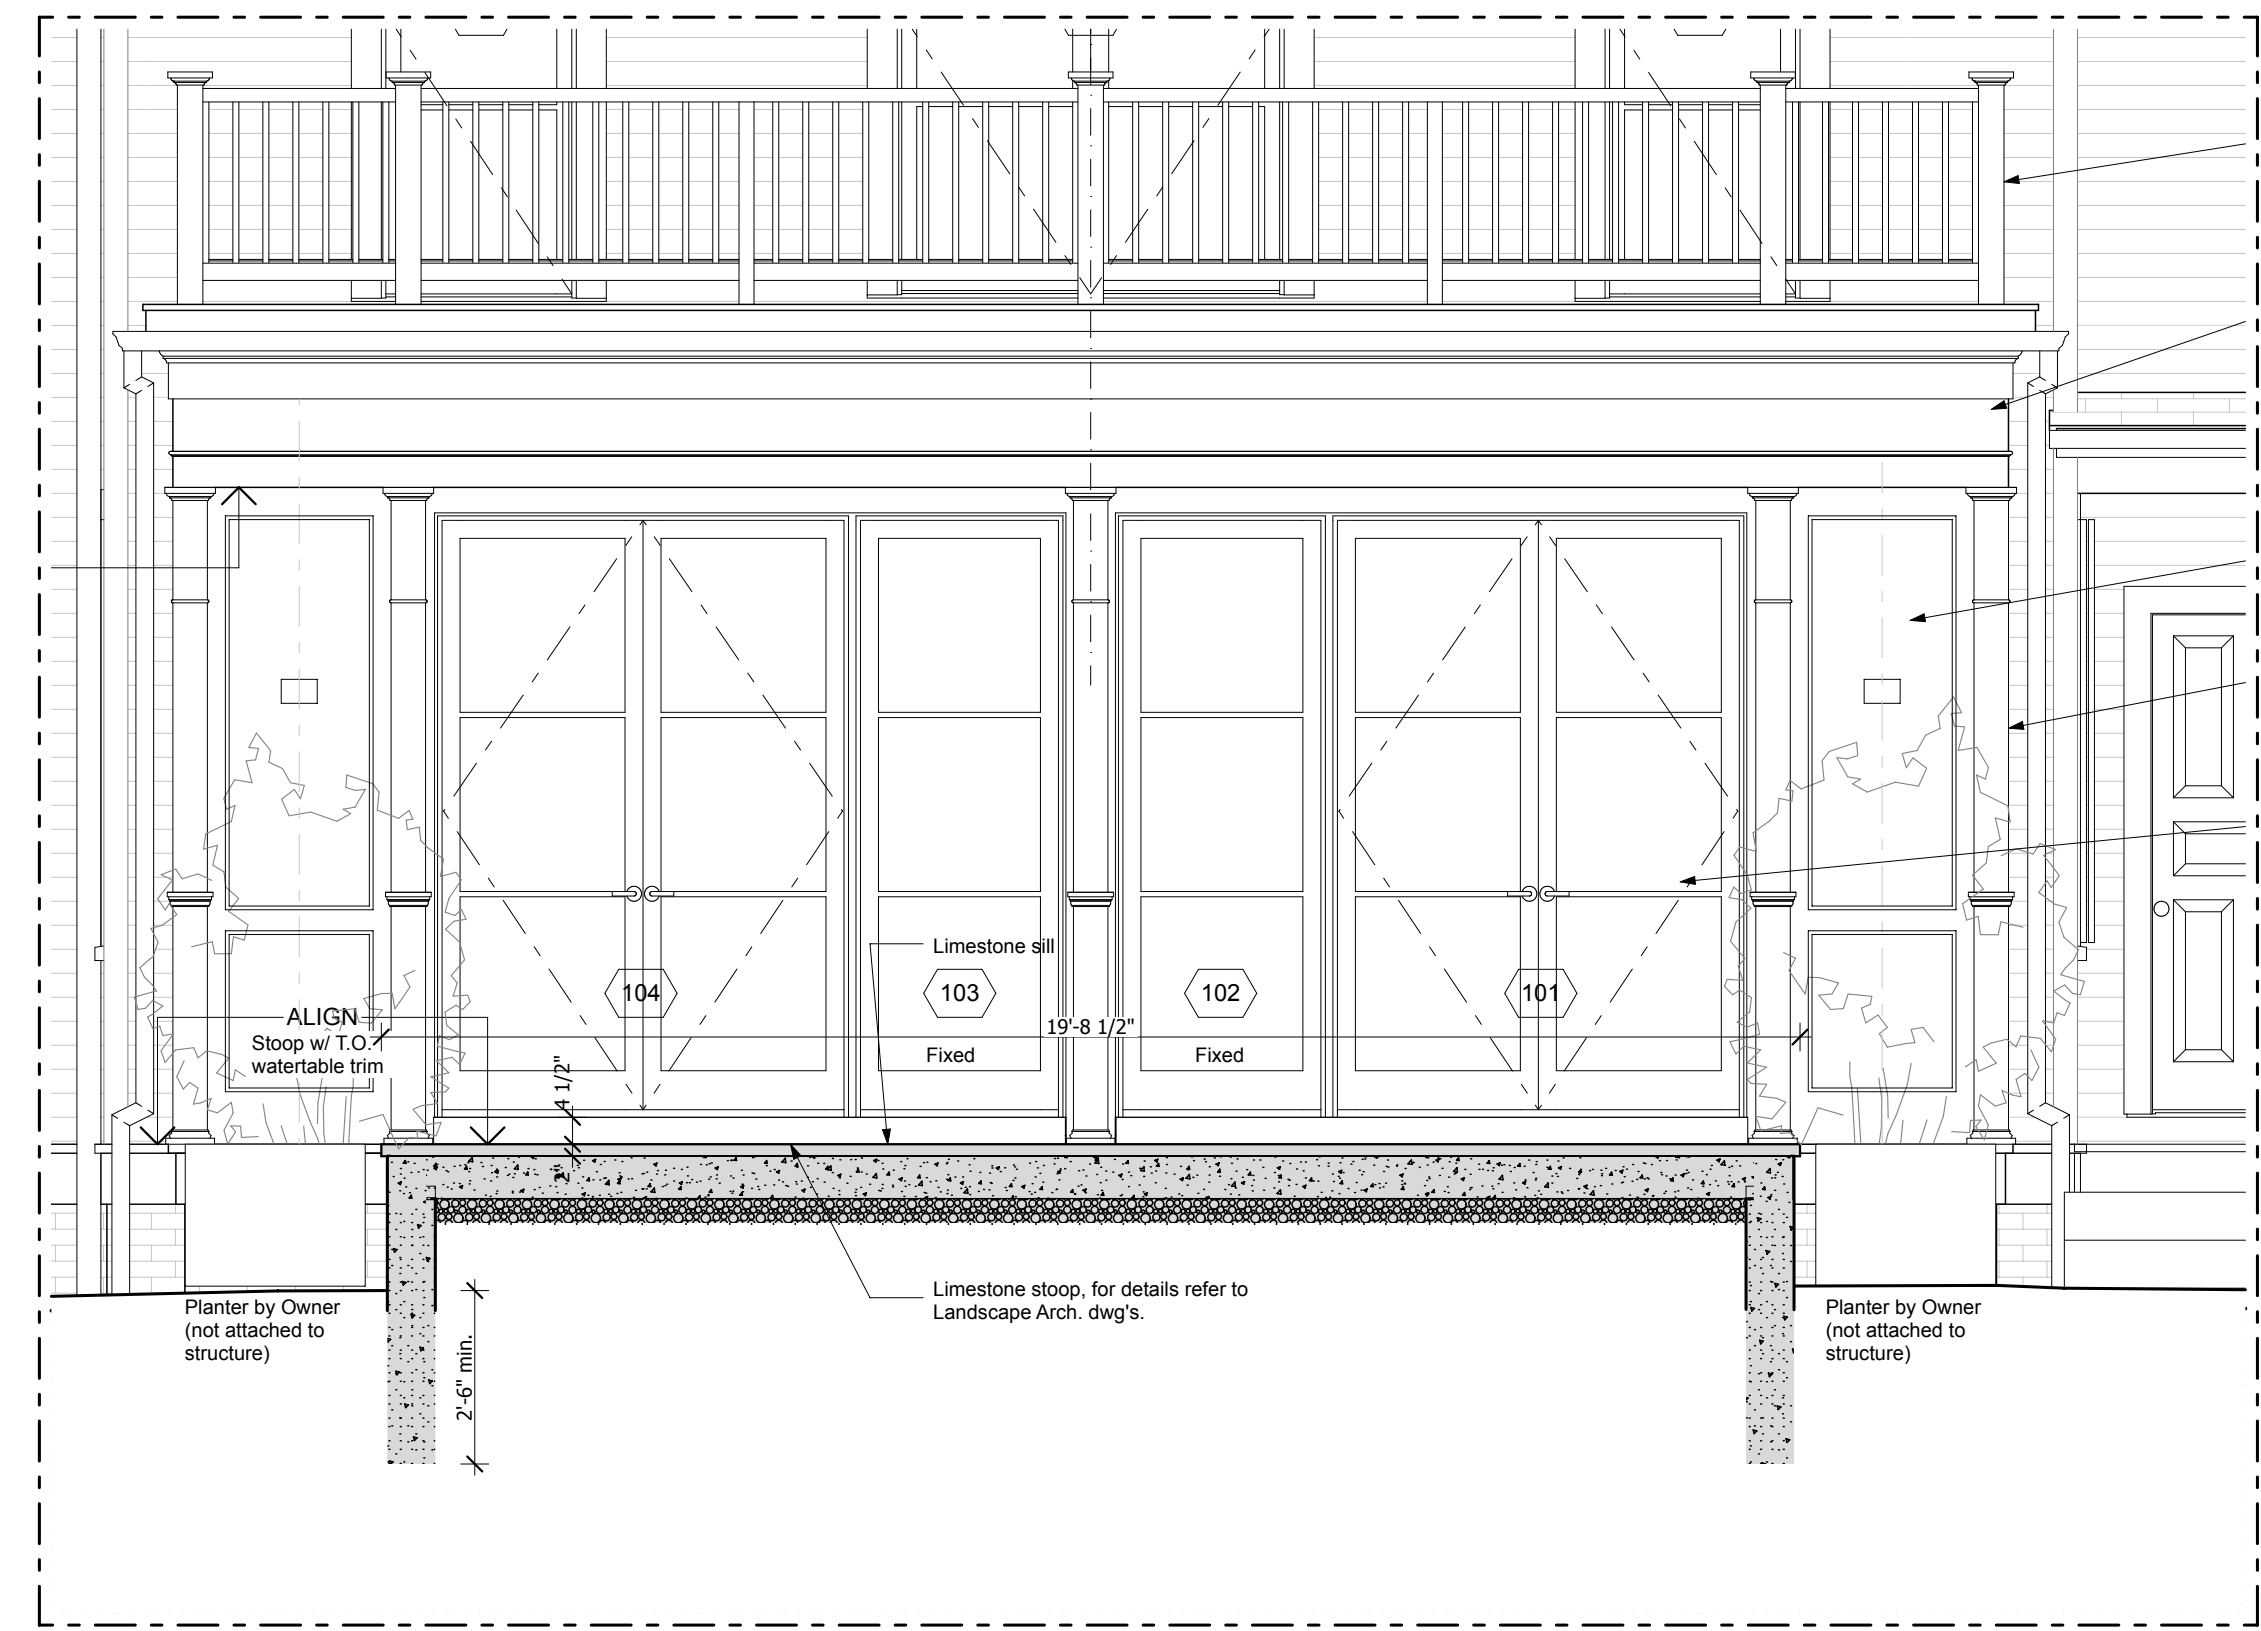 Limestone sill
104
103
102
101
ALIGN
Stoop w/ T.O.
watertable trim
19'-8 1/2"
Fixed
Fixed
4 1/2"
2"
Limestone stoop, for details refer to
Landscape Arch. dwg's.
Planter by Owner
(not attached to
structure)
Planter by Owner
(not attached to
structure)
2'-6" min.